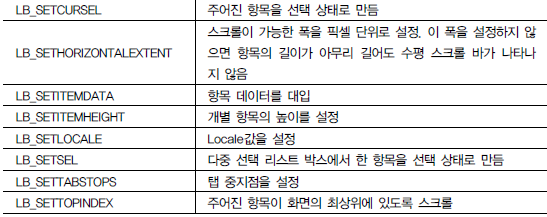 LB_SETCURSEL 주어진 항목을 선택 상태로 만듬
LB_SETHORIZONTALEXTENT 스크롤이 가능한 폭을 픽셀 단위로 설정, 이 폭을 설정하지 않
으면 항목의 길이가 아무리 길어도 수평 스크롤 바가 나타나
지 않음
LB_SETITEMDATA 항목 데이터를 대입
LB_SETITEMHEIGHT 개별 항목의 높이를 설정
LB_SETLOCALE Locale값을 설정
LB_SETSEL 다중 선택 리스트 박스에서 한 항목을 선택 상태로 만듬
LB_SETTABSTOPS 탭 중지점을 설정
LB_SETTOPINDEX 주어진 항목이 화면의 최상위에 있도록 스크롤